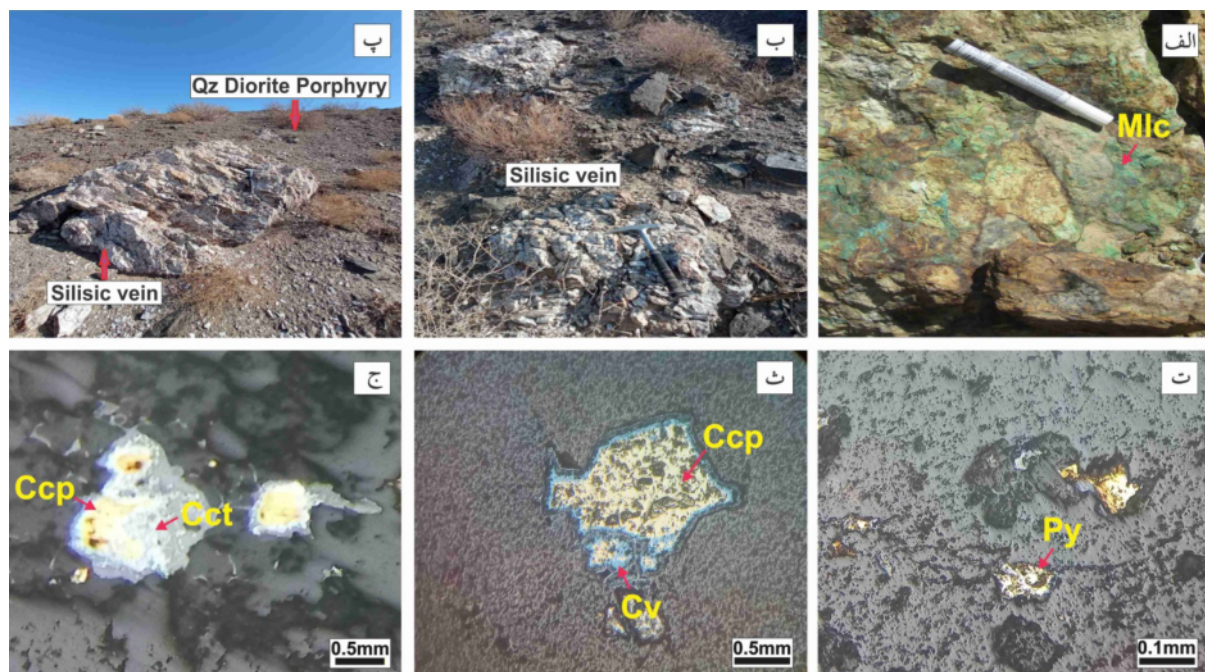 الف
Mlc
ب
Silisic vein
پ
Qz Diorite Porphyry
Silisic vein
ت
Py
0.1mm
ث
Ccp
Cv
0.5mm
ج
Ccp
Cct
0.5mm